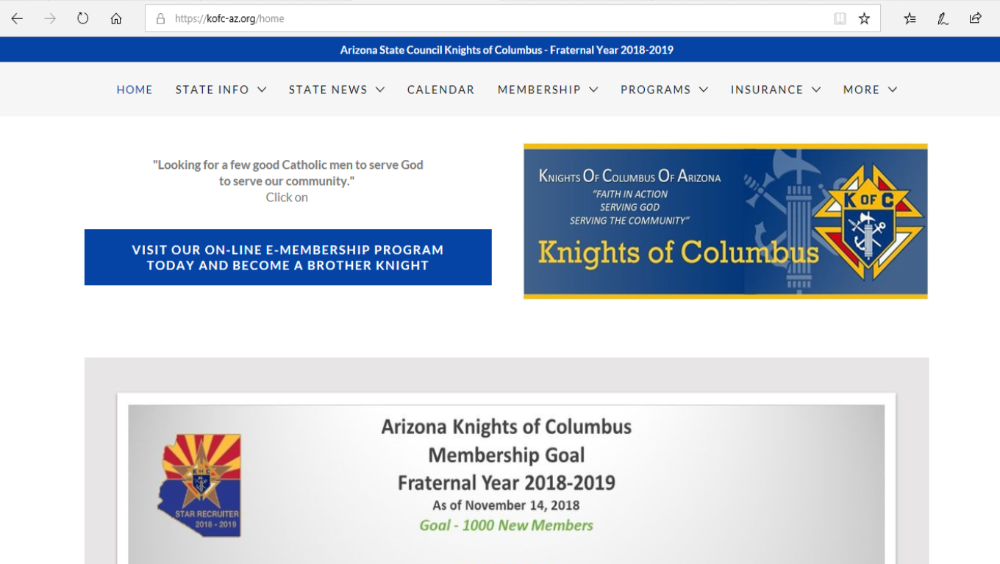 https://kofc-az.org/home
Arizona State Council Knights of Columbus - Fraternal Year 2018-2019
HOME STATE INFO STATE NEWS CALENDAR MEMBERSHIP PROGRAMS INSURANCE MORE
"Looking for a few good Catholic men to serve God
to serve our community."
Click on
VISIT OUR ON-LINE E-MEMBERSHIP PROGRAM
TODAY AND BECOME A BROTHER KNIGHT
KNIGHTS OF COLUMBUS OF ARIZONA
"FAITH IN ACTION
SERVING GOD
SERVING THE COMMUNITY"
Knights of Columbus
K OF C
Arizona Knights of Columbus
Membership Goal
Fraternal Year 2018-2019
As of November 14, 2018
Goal - 1000 New Members
K OF C
STAR RECRUITER
2018 - 2019